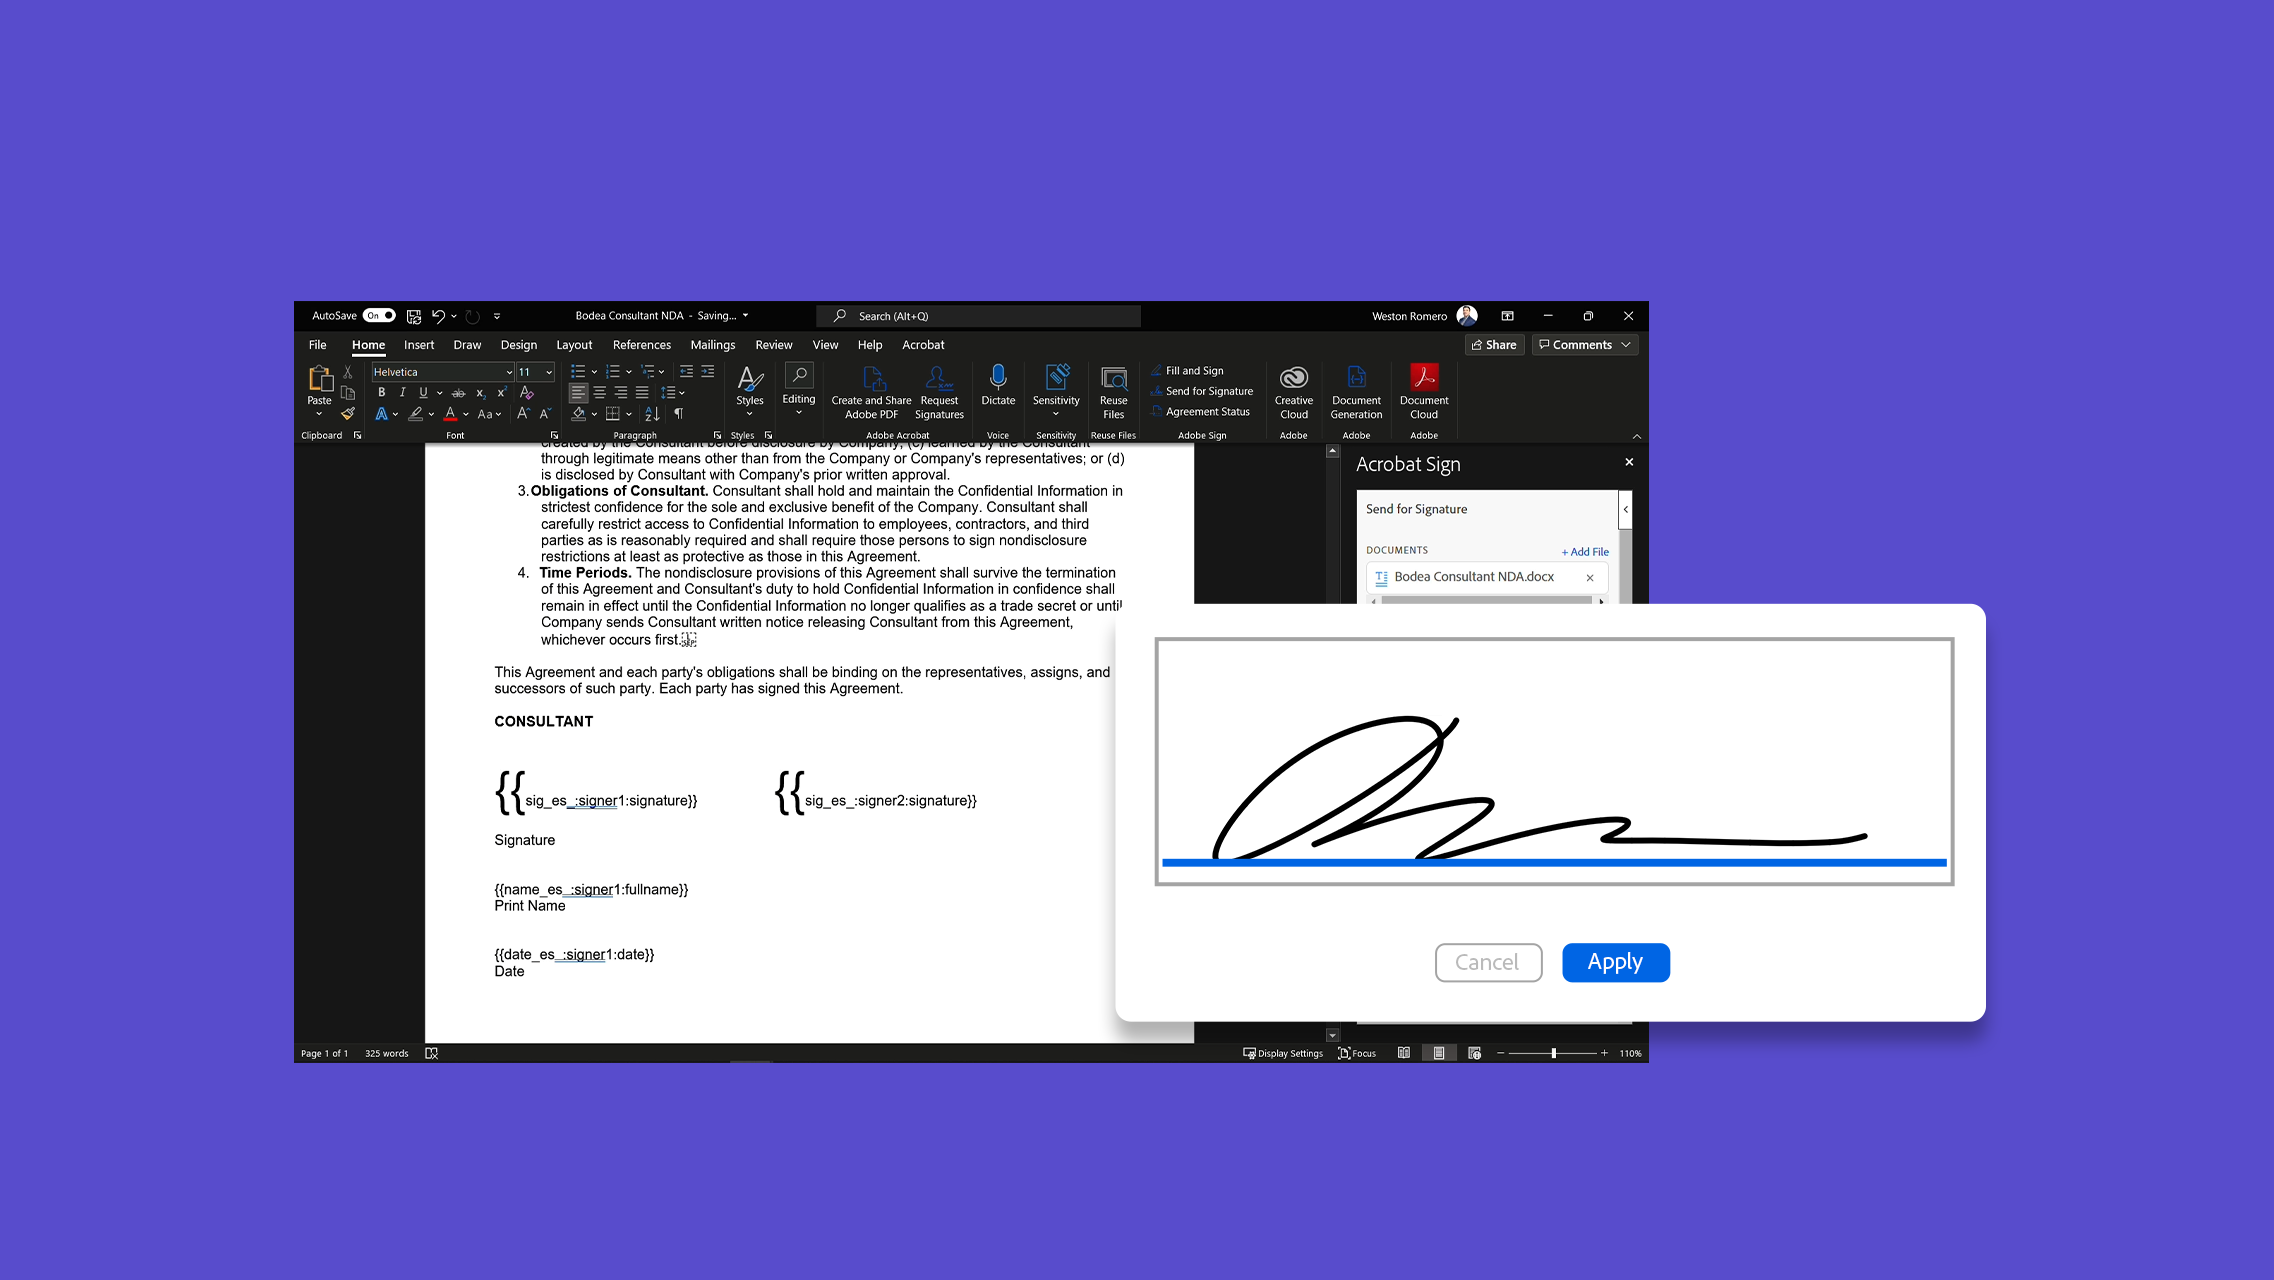 AutoSave On
Bodea Consultant NDA - Saving...
Search (Alt+Q)
Weston Romero
File Home Insert Draw Design Layout References Mailings Review View Help Acrobat
Share Comments
Paste
Clipboard
Helvetica 11
Font
Paragraph
Styles
Styles
Editing
Create and Share
Adobe PDF
Request
Signatures
Adobe Acrobat
Dictate
Voice
Sensitivity
Sensitivity
Reuse
Files
Reuse Files
Fill and Sign
Send for Signature
Agreement Status
Adobe Sign
Creative
Cloud
Adobe
Document
Generation
Adobe
Document
Cloud
Adobe
created by the Consultant before disclosure by Company; (c) learned by the Consultant
through legitimate means other than from the Company or Company's representatives; or (d)
is disclosed by Consultant with Company's prior written approval.
3. Obligations of Consultant. Consultant shall hold and maintain the Confidential Information in
strictest confidence for the sole and exclusive benefit of the Company. Consultant shall
carefully restrict access to Confidential Information to employees, contractors, and third
parties as is reasonably required and shall require those persons to sign nondisclosure
restrictions at least as protective as those in this Agreement.
4. Time Periods. The nondisclosure provisions of this Agreement shall survive the termination
of this Agreement and Consultant's duty to hold Confidential Information in confidence shall
remain in effect until the Confidential Information no longer qualifies as a trade secret or until
Company sends Consultant written notice releasing Consultant from this Agreement,
whichever occurs first.
This Agreement and each party's obligations shall be binding on the representatives, assigns, and
successors of such party. Each party has signed this Agreement.
CONSULTANT
{{sig_es_:signer1:signature}} {{sig_es_:signer2:signature}}
Signature
{{name_es_:signer1:fullname}}
Print Name
{{date_es_:signer1:date}}
Date
Acrobat Sign
Send for Signature
DOCUMENTS + Add File
Bodea Consultant NDA.docx
Cancel Apply
Page 1 of 1 325 words
Display Settings Focus 110%